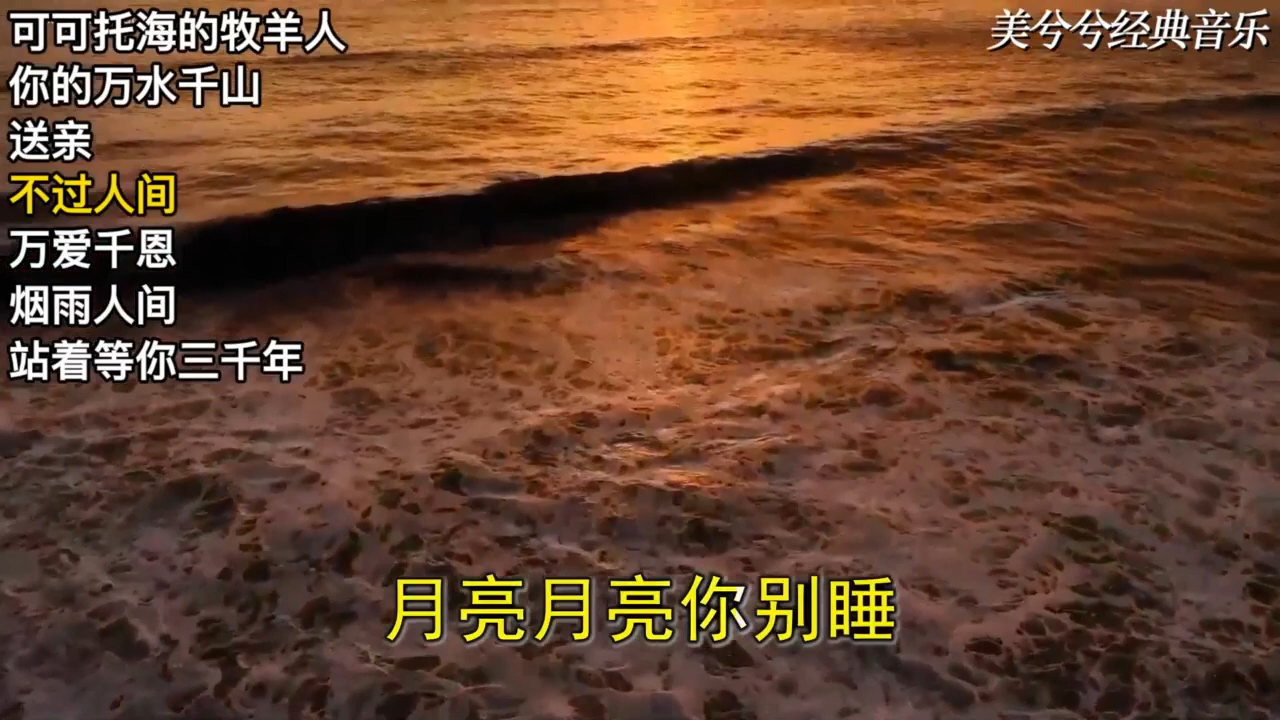 可可托海的牧羊人
美兮兮经典音乐
你的万水千山
送亲
不过人间
万爱千恩
烟雨人间
站着等你三千年
月亮月亮你别睡